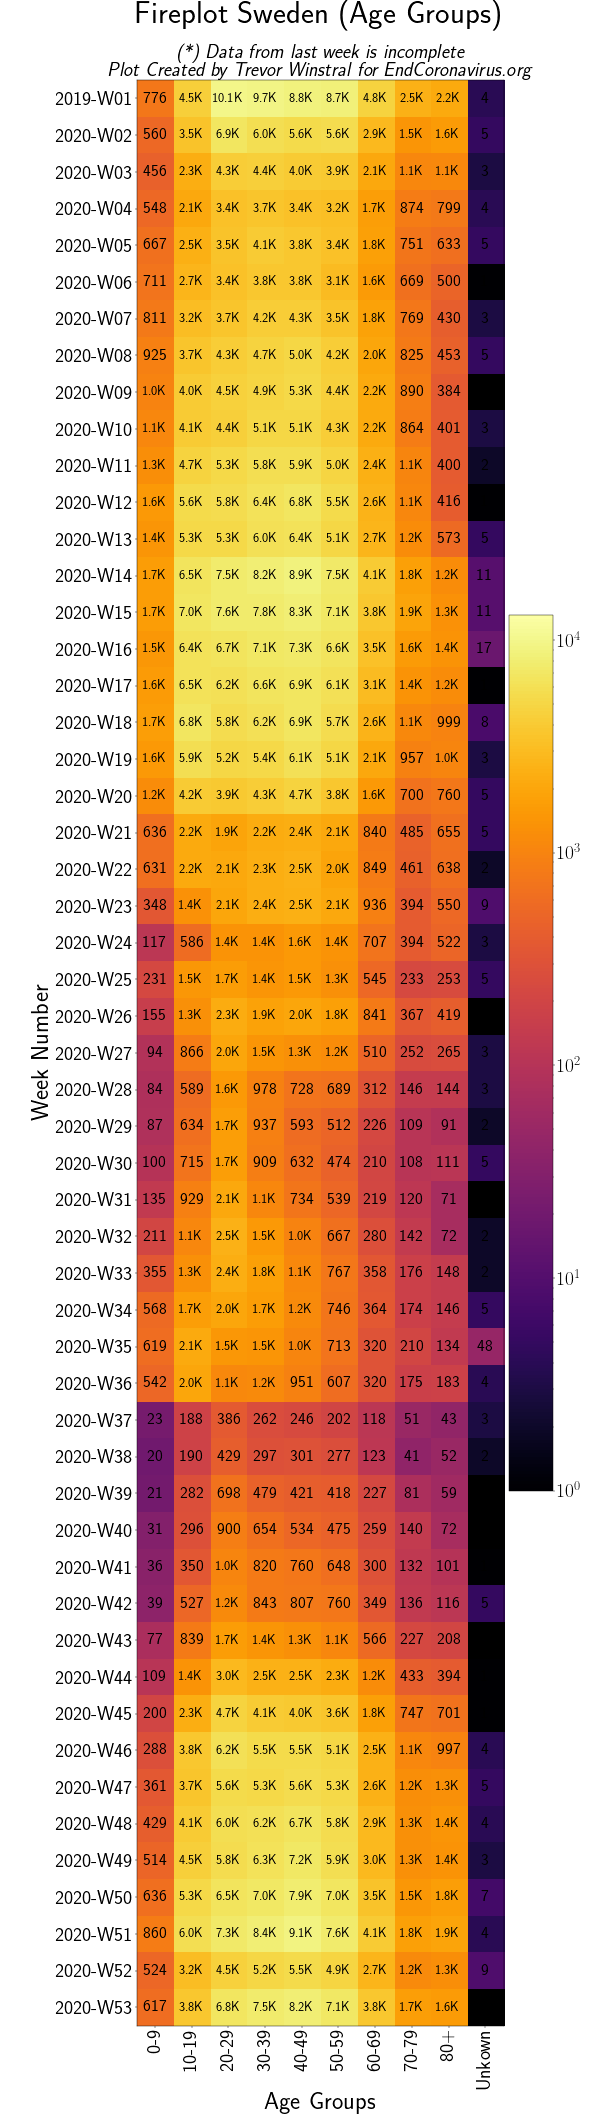 Fireplot Sweden (Age Groups)
(*) Data from last week is incomplete
Plot Created by Trevor Winstral for EndCoronavirus.org
2019-W01 776 4.5K 10.1K 9.7K 8.8K 8.7K 4.8K 2.5K 2.2K 4
2020-W02 560 3.5K 6.9K 6.0K 5.6K 5.6K 2.9K 1.5K 1.6K 5
2020-W03 456 2.3K 4.3K 4.4K 4.0K 3.9K 2.1K 1.1K 1.1K 3
2020-W04 548 2.1K 3.4K 3.7K 3.4K 3.2K 1.7K 874 799 4
2020-W05 667 2.5K 3.5K 4.1K 3.8K 3.4K 1.8K 751 633 5
2020-W06 711 2.7K 3.4K 3.8K 3.8K 3.1K 1.6K 669 500
2020-W07 811 3.2K 3.7K 4.2K 4.3K 3.5K 1.8K 769 430 3
2020-W08 925 3.7K 4.3K 4.7K 5.0K 4.2K 2.0K 825 453 5
2020-W09 1.0K 4.0K 4.5K 4.9K 5.3K 4.4K 2.2K 890 384
2020-W10 1.1K 4.1K 4.4K 5.1K 5.1K 4.3K 2.2K 864 401 3
2020-W11 1.3K 4.7K 5.3K 5.8K 5.9K 5.0K 2.4K 1.1K 400 2
2020-W12 1.6K 5.6K 5.8K 6.4K 6.8K 5.5K 2.6K 1.1K 416
2020-W13 1.4K 5.3K 5.3K 6.0K 6.4K 5.1K 2.7K 1.2K 573 5
2020-W14 1.7K 6.5K 7.5K 8.2K 8.9K 7.5K 4.1K 1.8K 1.2K 11
2020-W15 1.7K 7.0K 7.6K 7.8K 8.3K 7.1K 3.8K 1.9K 1.3K 11
2020-W16 1.5K 6.4K 6.7K 7.1K 7.3K 6.6K 3.5K 1.6K 1.4K 17
2020-W17 1.6K 6.5K 6.2K 6.6K 6.9K 6.1K 3.1K 1.4K 1.2K
2020-W18 1.7K 6.8K 5.8K 6.2K 6.9K 5.7K 2.6K 1.1K 999 8
2020-W19 1.6K 5.9K 5.2K 5.4K 6.1K 5.1K 2.1K 957 1.0K 3
2020-W20 1.2K 4.2K 3.9K 4.3K 4.7K 3.8K 1.6K 700 760 5
2020-W21 636 2.2K 1.9K 2.2K 2.4K 2.1K 840 485 655 5
2020-W22 631 2.2K 2.1K 2.3K 2.5K 2.0K 849 461 638 2
2020-W23 348 1.4K 2.1K 2.4K 2.5K 2.1K 936 394 550 9
2020-W24 117 586 1.4K 1.4K 1.6K 1.4K 707 394 522 3
2020-W25 231 1.5K 1.7K 1.4K 1.5K 1.3K 545 233 253 5
2020-W26 155 1.3K 2.3K 1.9K 2.0K 1.8K 841 367 419
2020-W27 94 866 2.0K 1.5K 1.3K 1.2K 510 252 265 3
2020-W28 84 589 1.6K 978 728 689 312 146 144 3
2020-W29 87 634 1.7K 937 593 512 226 109 91 2
2020-W30 100 715 1.7K 909 632 474 210 108 111 5
2020-W31 135 929 2.1K 1.1K 734 539 219 120 71
2020-W32 211 1.1K 2.5K 1.5K 1.0K 667 280 142 72 2
2020-W33 355 1.3K 2.4K 1.8K 1.1K 767 358 176 148 2
2020-W34 568 1.7K 2.0K 1.7K 1.2K 746 364 174 146 5
2020-W35 619 2.1K 1.5K 1.5K 1.0K 713 320 210 134 48
2020-W36 542 2.0K 1.1K 1.2K 951 607 320 175 183 4
2020-W37 23 188 386 262 246 202 118 51 43 3
2020-W38 20 190 429 297 301 277 123 41 52 2
2020-W39 21 282 698 479 421 418 227 81 59
2020-W40 31 296 900 654 534 475 259 140 72
2020-W41 36 350 1.0K 820 760 648 300 132 101
2020-W42 39 527 1.2K 843 807 760 349 136 116 5
2020-W43 77 839 1.7K 1.4K 1.3K 1.1K 566 227 208
2020-W44 109 1.4K 3.0K 2.5K 2.5K 2.3K 1.2K 433 394
2020-W45 200 2.3K 4.7K 4.1K 4.0K 3.6K 1.8K 747 701
2020-W46 288 3.8K 6.2K 5.5K 5.5K 5.1K 2.5K 1.1K 997 4
2020-W47 361 3.7K 5.6K 5.3K 5.6K 5.3K 2.6K 1.2K 1.3K 5
2020-W48 429 4.1K 6.0K 6.2K 6.7K 5.8K 2.9K 1.3K 1.4K 4
2020-W49 514 4.5K 5.8K 6.3K 7.2K 5.9K 3.0K 1.3K 1.4K 3
2020-W50 636 5.3K 6.5K 7.0K 7.9K 7.0K 3.5K 1.5K 1.8K 7
2020-W51 860 6.0K 7.3K 8.4K 9.1K 7.6K 4.1K 1.8K 1.9K 4
2020-W52 524 3.2K 4.5K 5.2K 5.5K 4.9K 2.7K 1.2K 1.3K 9
2020-W53 617 3.8K 6.8K 7.5K 8.2K 7.1K 3.8K 1.7K 1.6K
0-9 10-19 20-29 30-39 40-49 50-59 60-69 70-79 80+ Unkown
Age Groups
Week Number
10⁴
10³
10²
10¹
10⁰